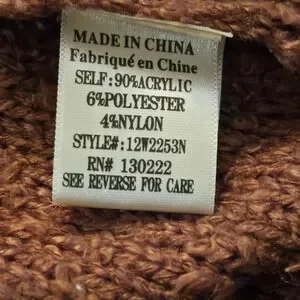 MADE IN CHINA
Fabriqué en Chine
SELF: 90%ACRYLIC
6%POLYESTER
4%NYLON
STYLE#: 12W2253N
RN# 130222
SEE REVERSE FOR CARE